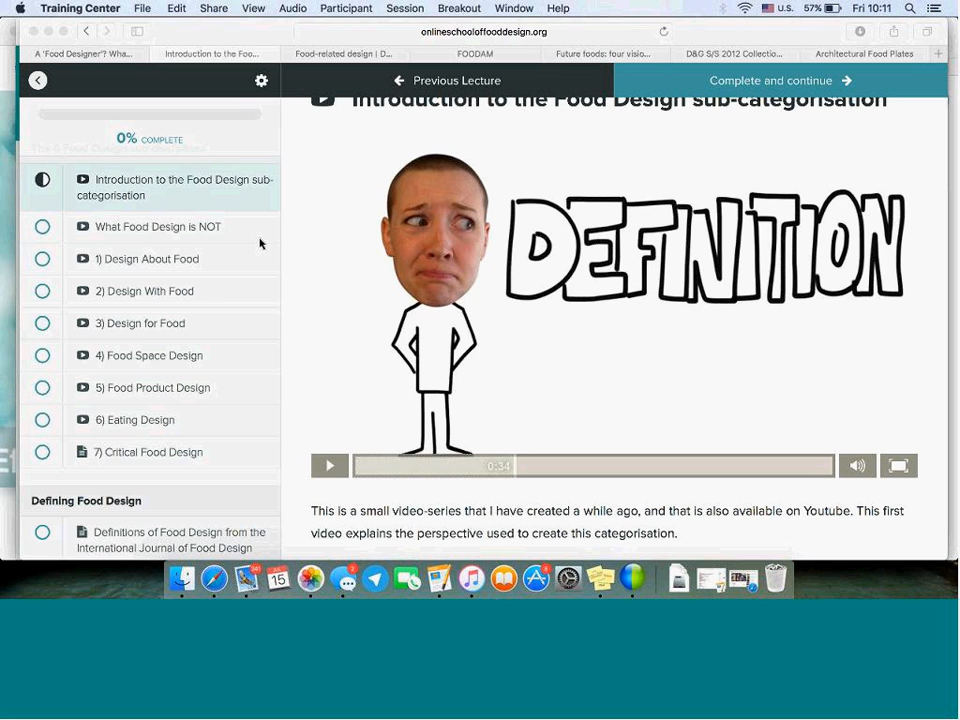 Training Center File Edit View Audio Participant Session Breakout Window Help U.S. 57% Fri 10:11
onlineschooloffooddesign.org
A 'Food Designer'? Wha... Introduction to the Foo... Food-related design | D... FOODAM Future foods: four visio... D&G S/S 2012 Collectio... Architectural Food Plates
Previous Lecture
Complete and continue
0% COMPLETE
Introduction to the Food Design sub-
categorisation
What Food Design is NOT
1) Design About Food
2) Design With Food
3) Design for Food
4) Food Space Design
5) Food Product Design
6) Eating Design
7) Critical Food Design
Defining Food Design
Definitions of Food Design from the
International Journal of Food Design
Introduction to the Food Design sub-categorisation
DEFINITION
0:34
This is a small video-series that I have created a while ago, and that is also available on Youtube. This first
video explains the perspective used to create this categorisation.
15
2